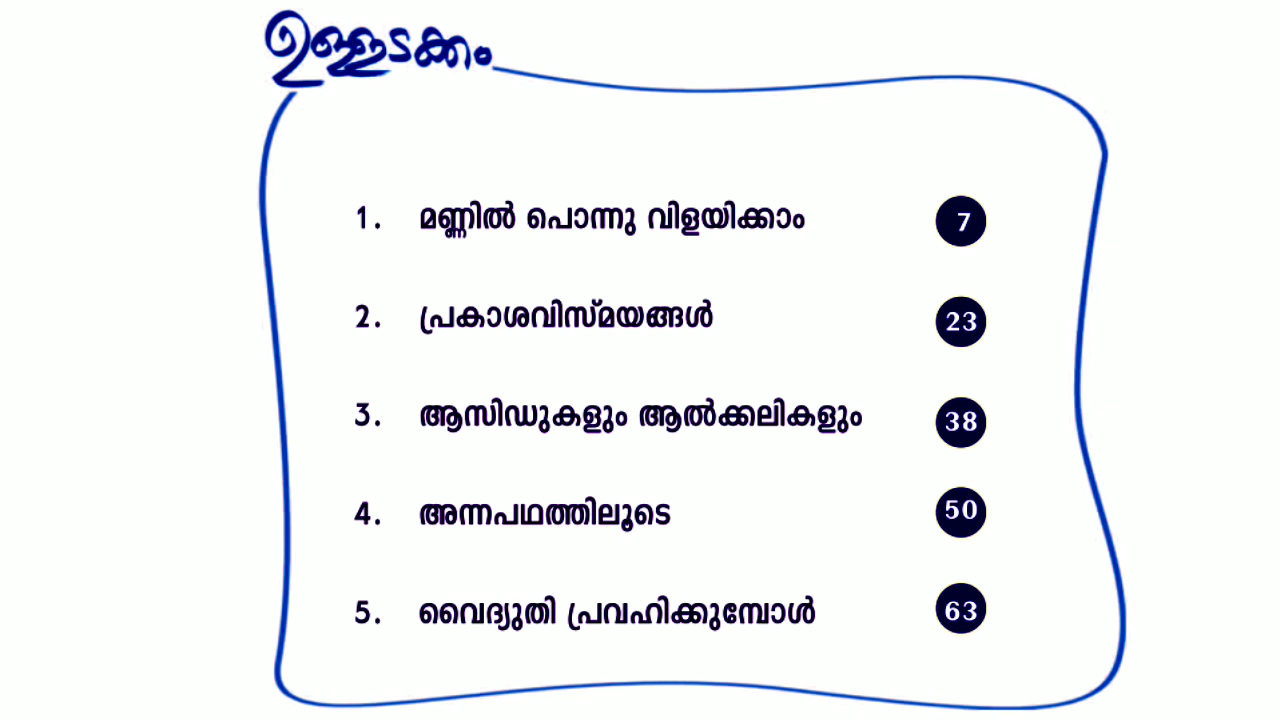 ഉള്ളടക്കം
1. മണ്ണിൽ പൊന്നു വിളയിക്കാം 7
2. പ്രകാശവിസ്മയങ്ങൾ 23
3. ആസിഡുകളും ആൽക്കലികളും 38
4. അന്നപഥത്തിലൂടെ 50
5. വൈദ്യുതി പ്രവഹിക്കുമ്പോൾ 63